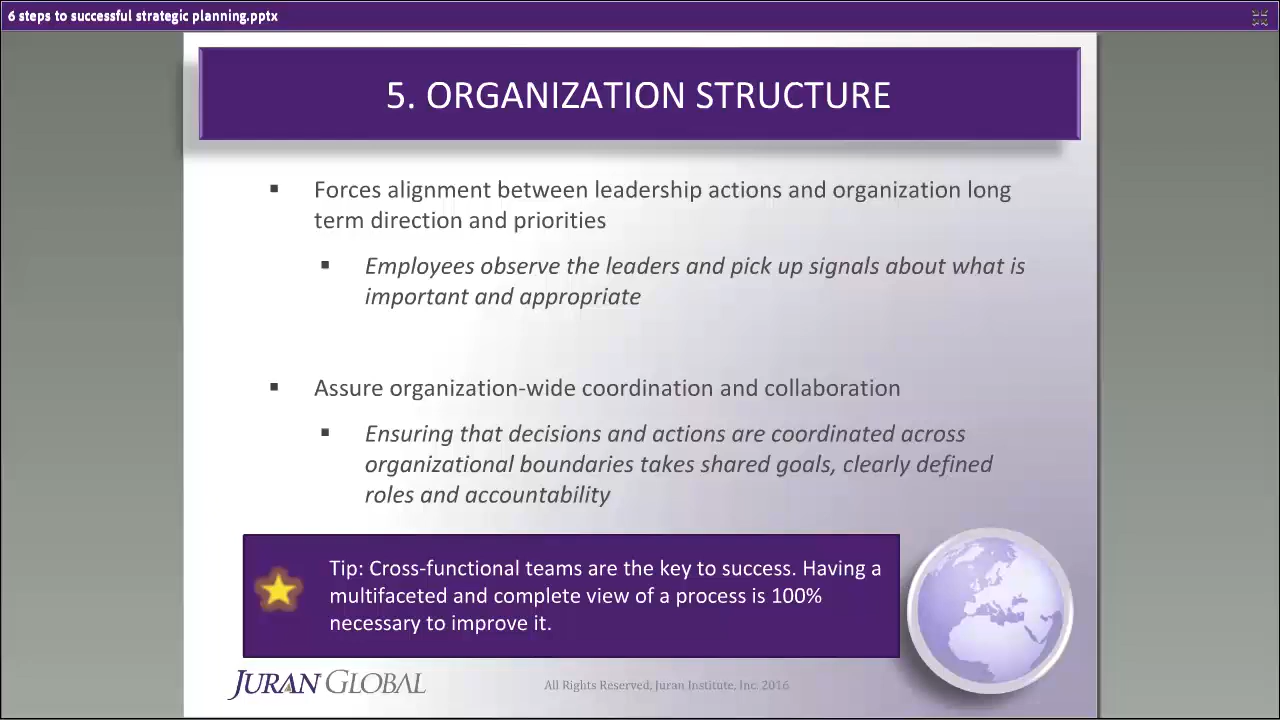 6 steps to successful strategic planning.pptx
5. ORGANIZATION STRUCTURE
▪ Forces alignment between leadership actions and organization long
term direction and priorities
▪ Employees observe the leaders and pick up signals about what is
important and appropriate
▪ Assure organization-wide coordination and collaboration
▪ Ensuring that decisions and actions are coordinated across
organizational boundaries takes shared goals, clearly defined
roles and accountability
Tip: Cross-functional teams are the key to success. Having a
multifaceted and complete view of a process is 100%
necessary to improve it.
JURAN GLOBAL
All Rights Reserved, Juran Institute, Inc. 2016